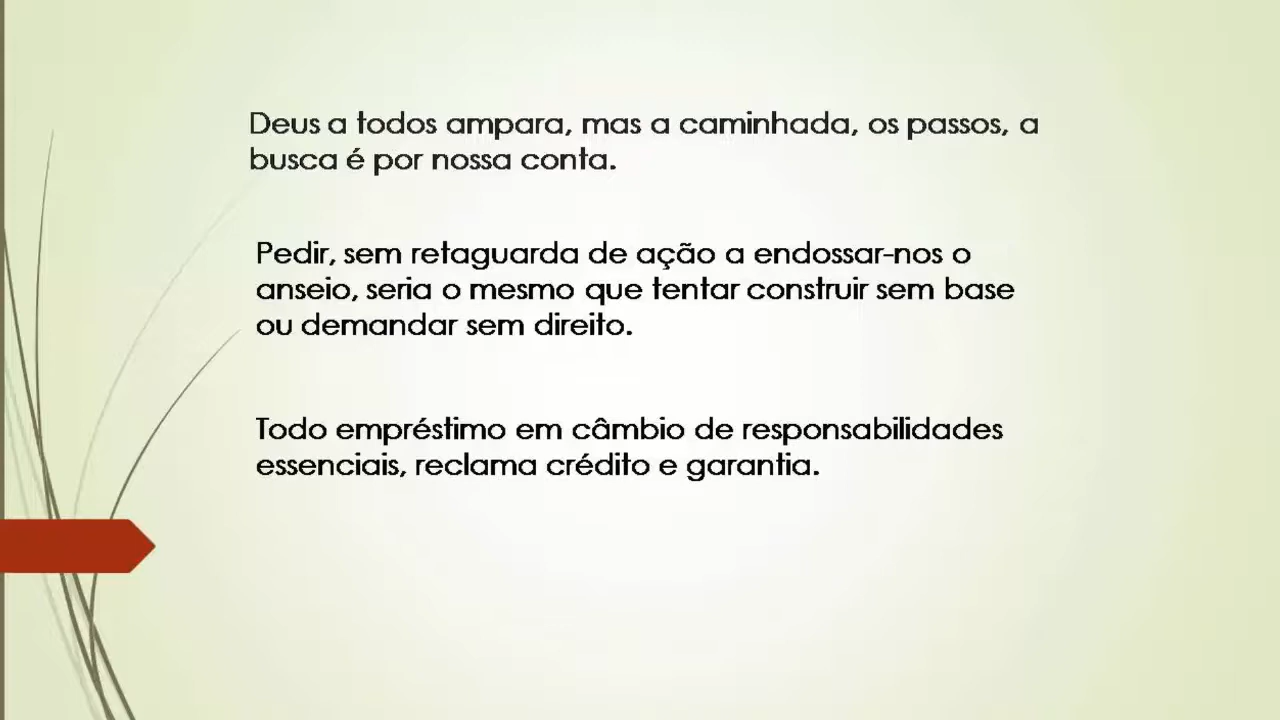 Deus a todos ampara, mas a caminhada, os passos, a
busca é por nossa conta.
Pedir, sem retaguarda de ação a endossar-nos o
anseio, seria o mesmo que tentar construir sem base
ou demandar sem direito.
Todo empréstimo em câmbio de responsabilidades
essenciais, reclama crédito e garantia.